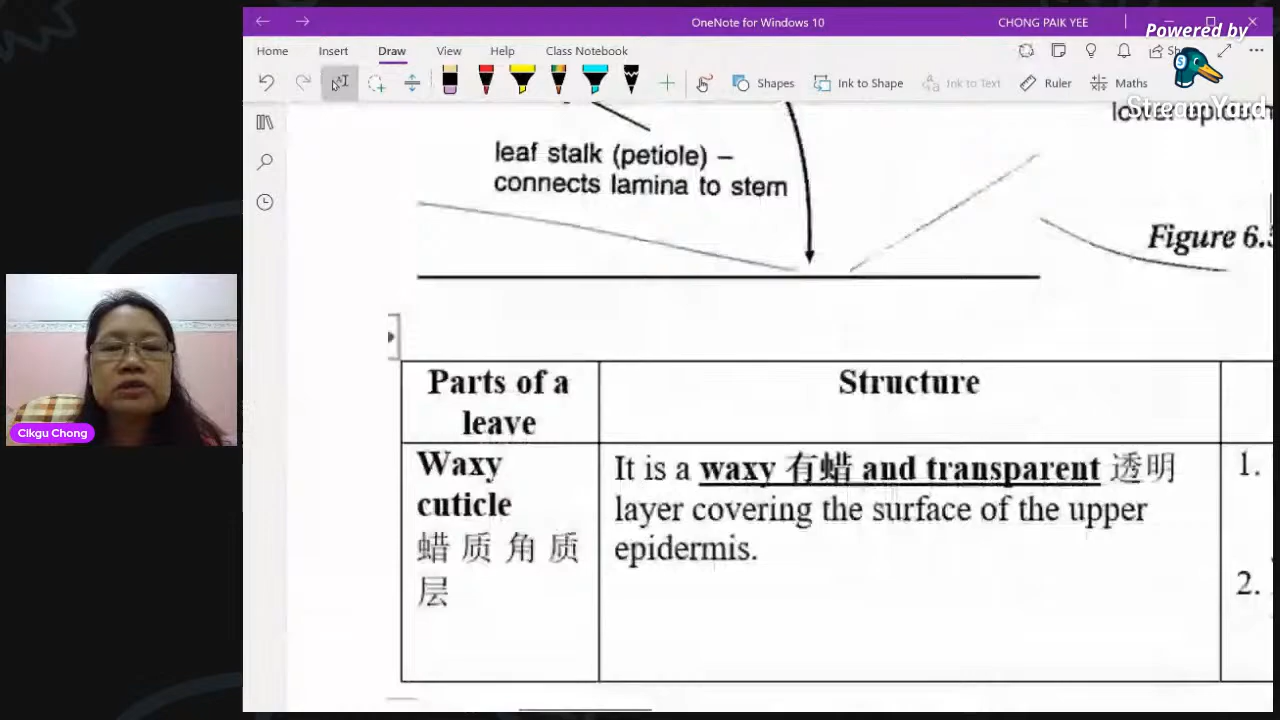 OneNote for Windows 10
CHONG PAIK YEE
Powered by
StreamYard
Home Insert Draw View Help Class Notebook
Shapes Ink to Shape Ink to Text Ruler Maths
leaf stalk (petiole) –
connects lamina to stem
lower
Figure 6.
Parts of a
leave
Structure
Waxy
cuticle
蜡质角质
层
It is a waxy 有蜡 and transparent 透明
layer covering the surface of the upper
epidermis.
1.
2.
Cikgu Chong